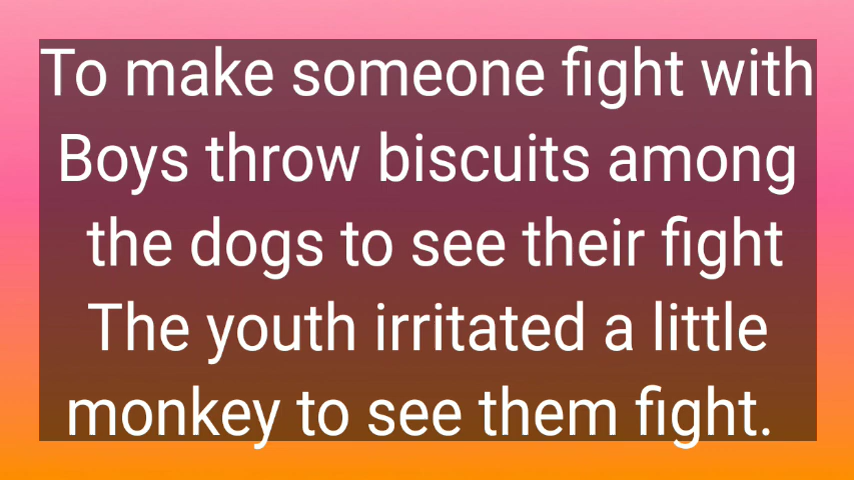 To make someone fight with
Boys throw biscuits among
the dogs to see their fight
The youth irritated a little
monkey to see them fight.